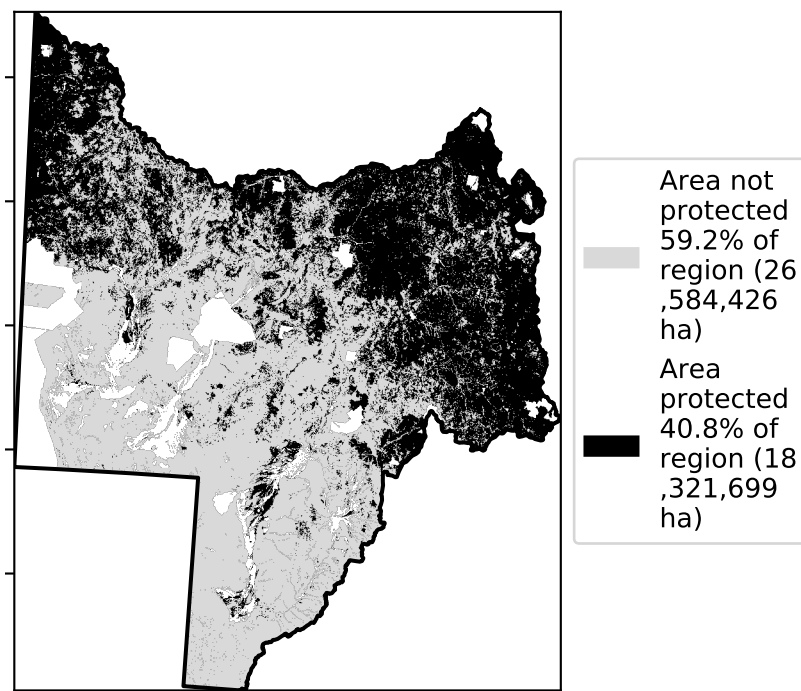 Area not
protected
59.2% of
region (26
,584,426
ha)
Area
protected
40.8% of
region (18
,321,699
ha)